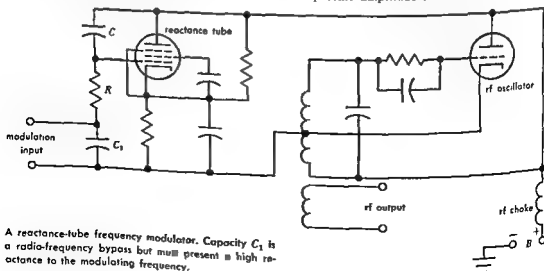 C
reactance tube
R
modulation
input
C₁
rf oscillator
rf output
rf choke
+
−
B
A reactance-tube frequency modulator. Capacity C₁ is
a radio-frequency bypass but must present a high re-
actance to the modulating frequency.